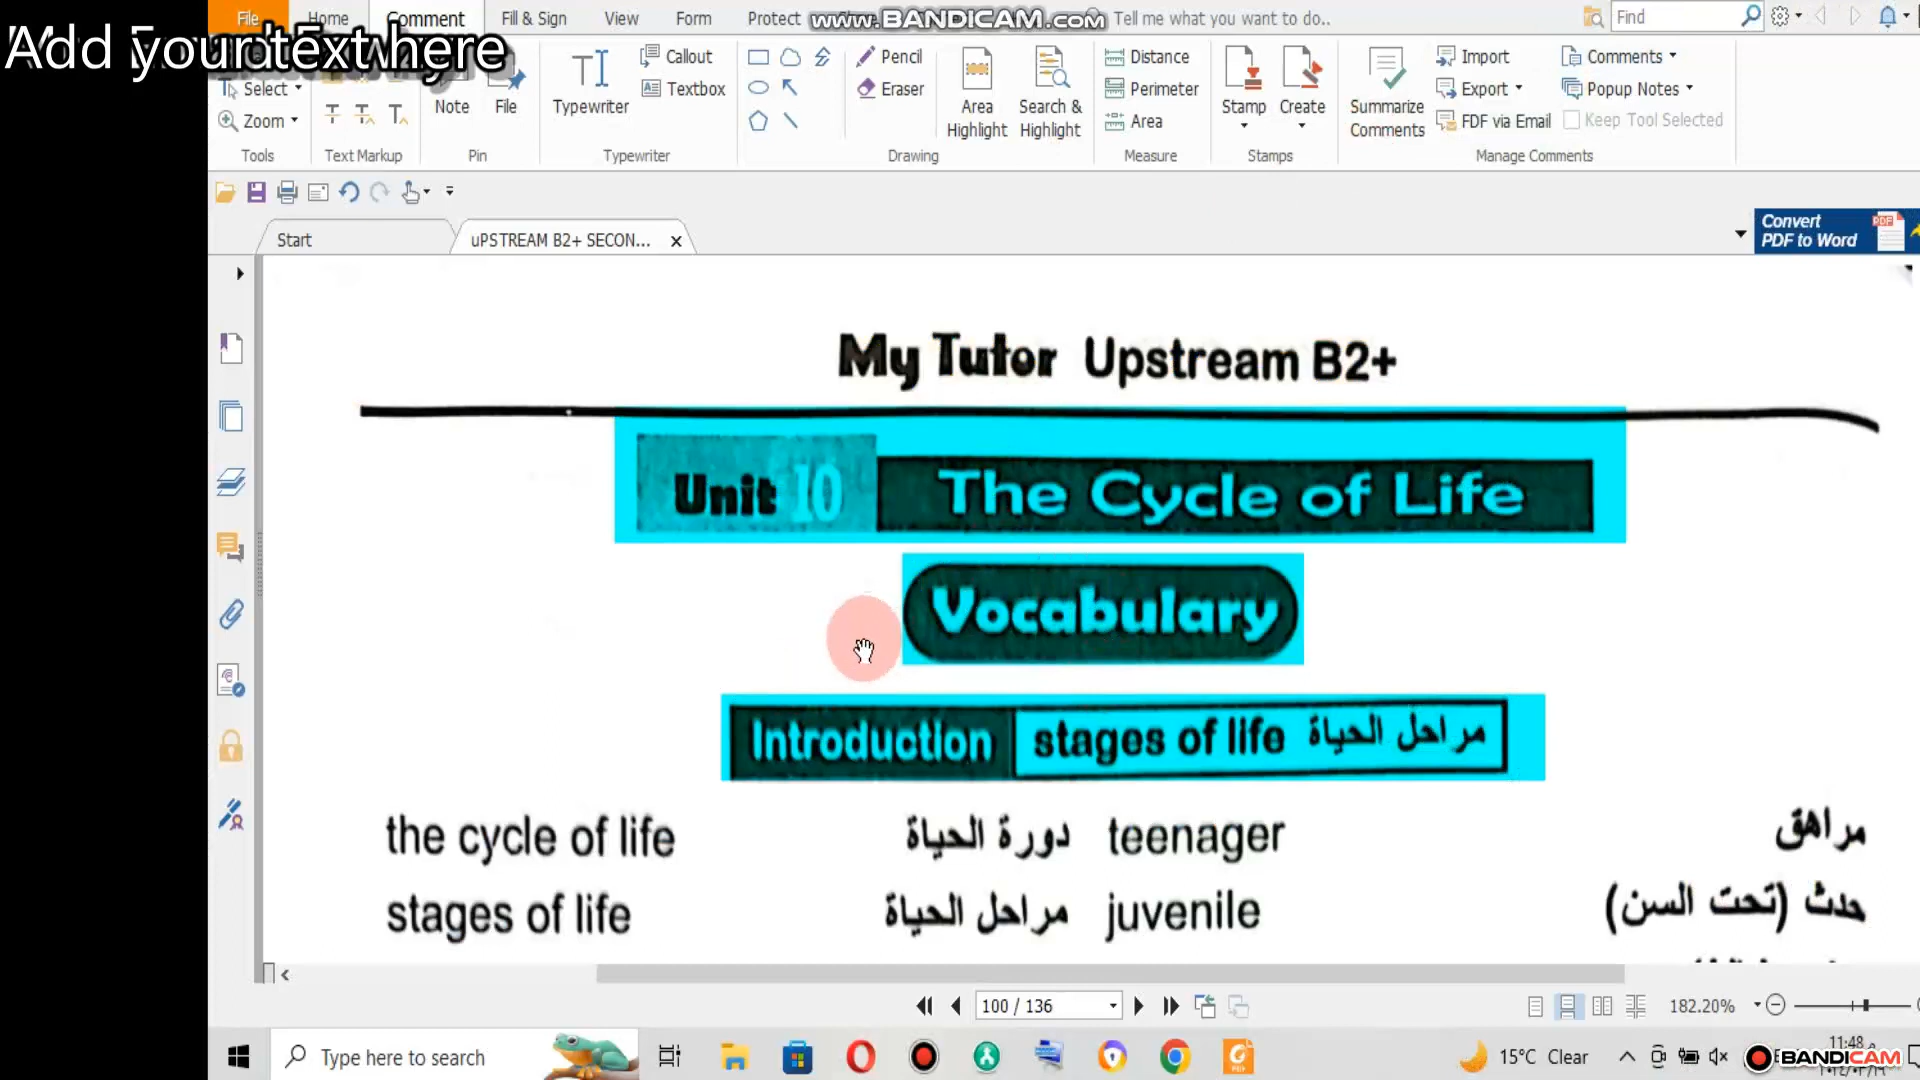 File Home Comment Fill & Sign View Form Protect www.BANDICAM.com Tell me what you want to do.. Find
Add your text here
Select Note File Typewriter Callout Textbox Pencil Eraser Area Highlight Search & Highlight Distance Perimeter Area Stamp Create Summarize Comments Import Comments
Export Popup Notes
Zoom FDF via Email Keep Tool Selected
Tools Text Markup Pin Typewriter Drawing Measure Stamps Manage Comments
Start uPSTREAM B2+ SECON... Convert PDF to Word
My Tutor Upstream B2+
Unit 10 The Cycle of Life
Vocabulary
Introduction stages of life مراحل الحياة
the cycle of life دورة الحياة teenager مراهق
stages of life مراحل الحياة juvenile حدث (تحت السن)
100 / 136 182.20%
Type here to search 15°C Clear 11:48 BANDICAM